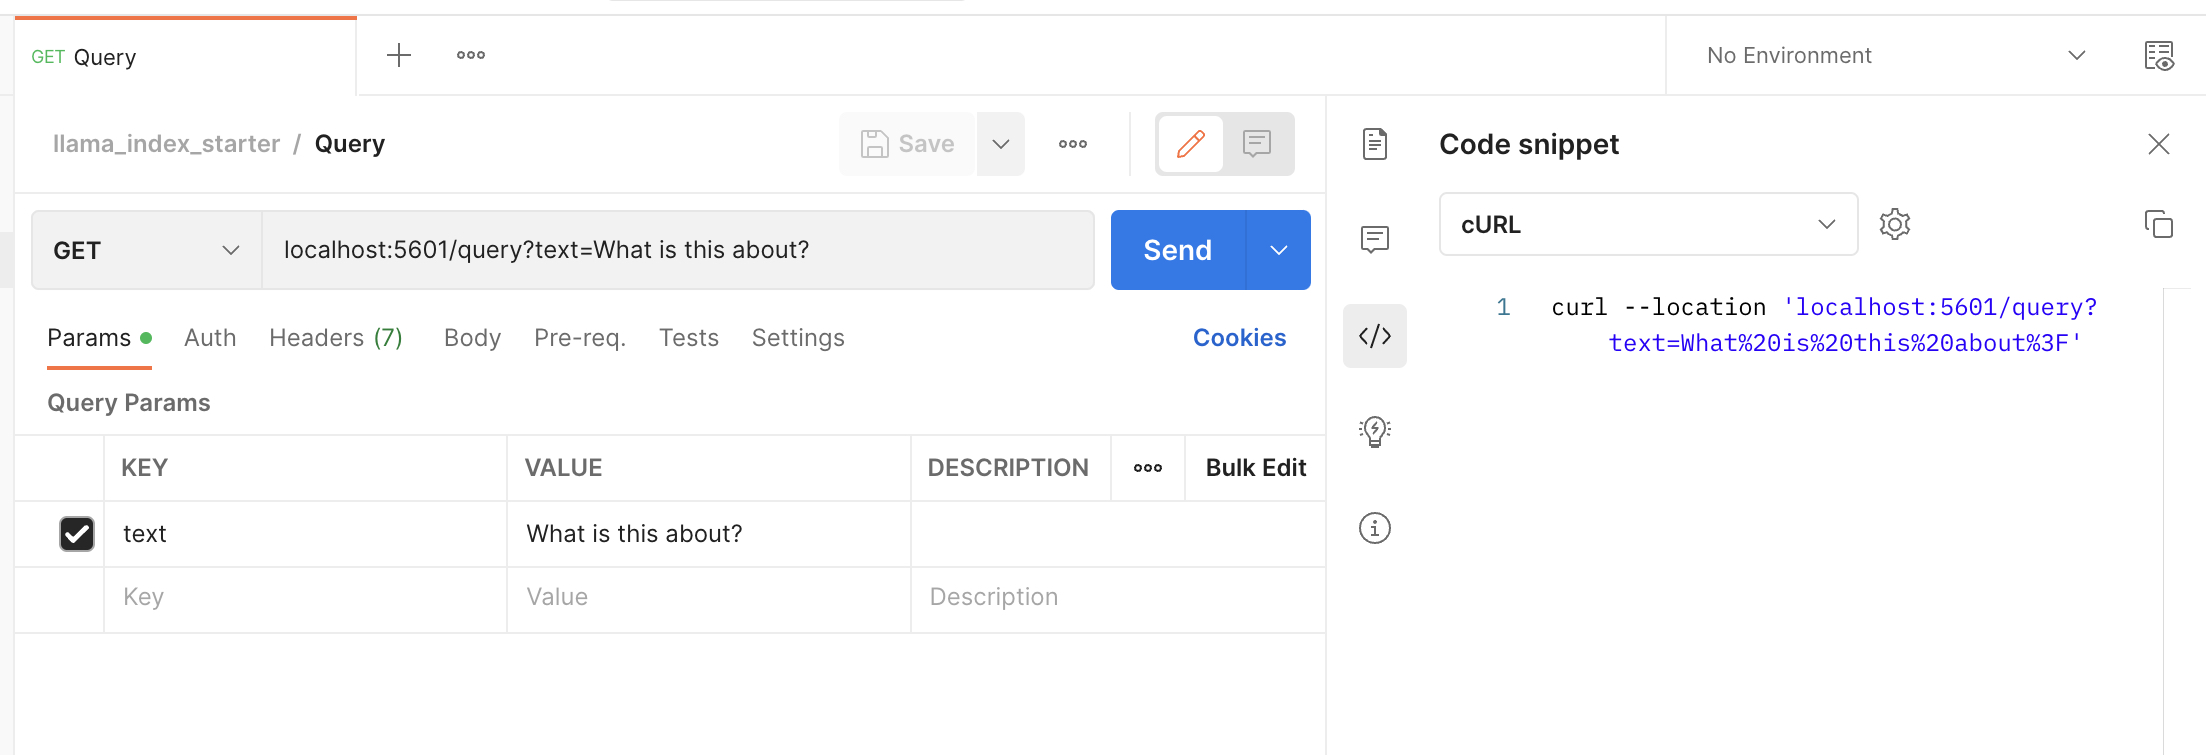 GET Query
No Environment
llama_index_starter / Query
Save
Code snippet
GET
localhost:5601/query?text=What is this about?
Send
cURL
Params
Auth
Headers (7)
Body
Pre-req.
Tests
Settings
Cookies
1 curl --location 'localhost:5601/query?
text=What%20is%20this%20about%3F'
Query Params
KEY
VALUE
DESCRIPTION
Bulk Edit
text
What is this about?
Key
Value
Description